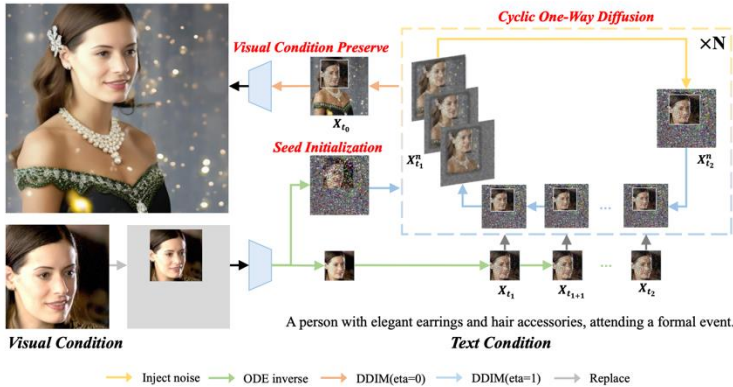 Cyclic One-Way Diffusion
Visual Condition Preserve
×N
X_{t_0}
Seed Initialization
X^n_{t_1}
X^n_{t_2}
...
X_{t_1}
X_{t_1+1}
...
X_{t_2}
A person with elegant earrings and hair accessories, attending a formal event.
Visual Condition
Text Condition
Inject noise
ODE inverse
DDIM(eta=0)
DDIM(eta=1)
Replace